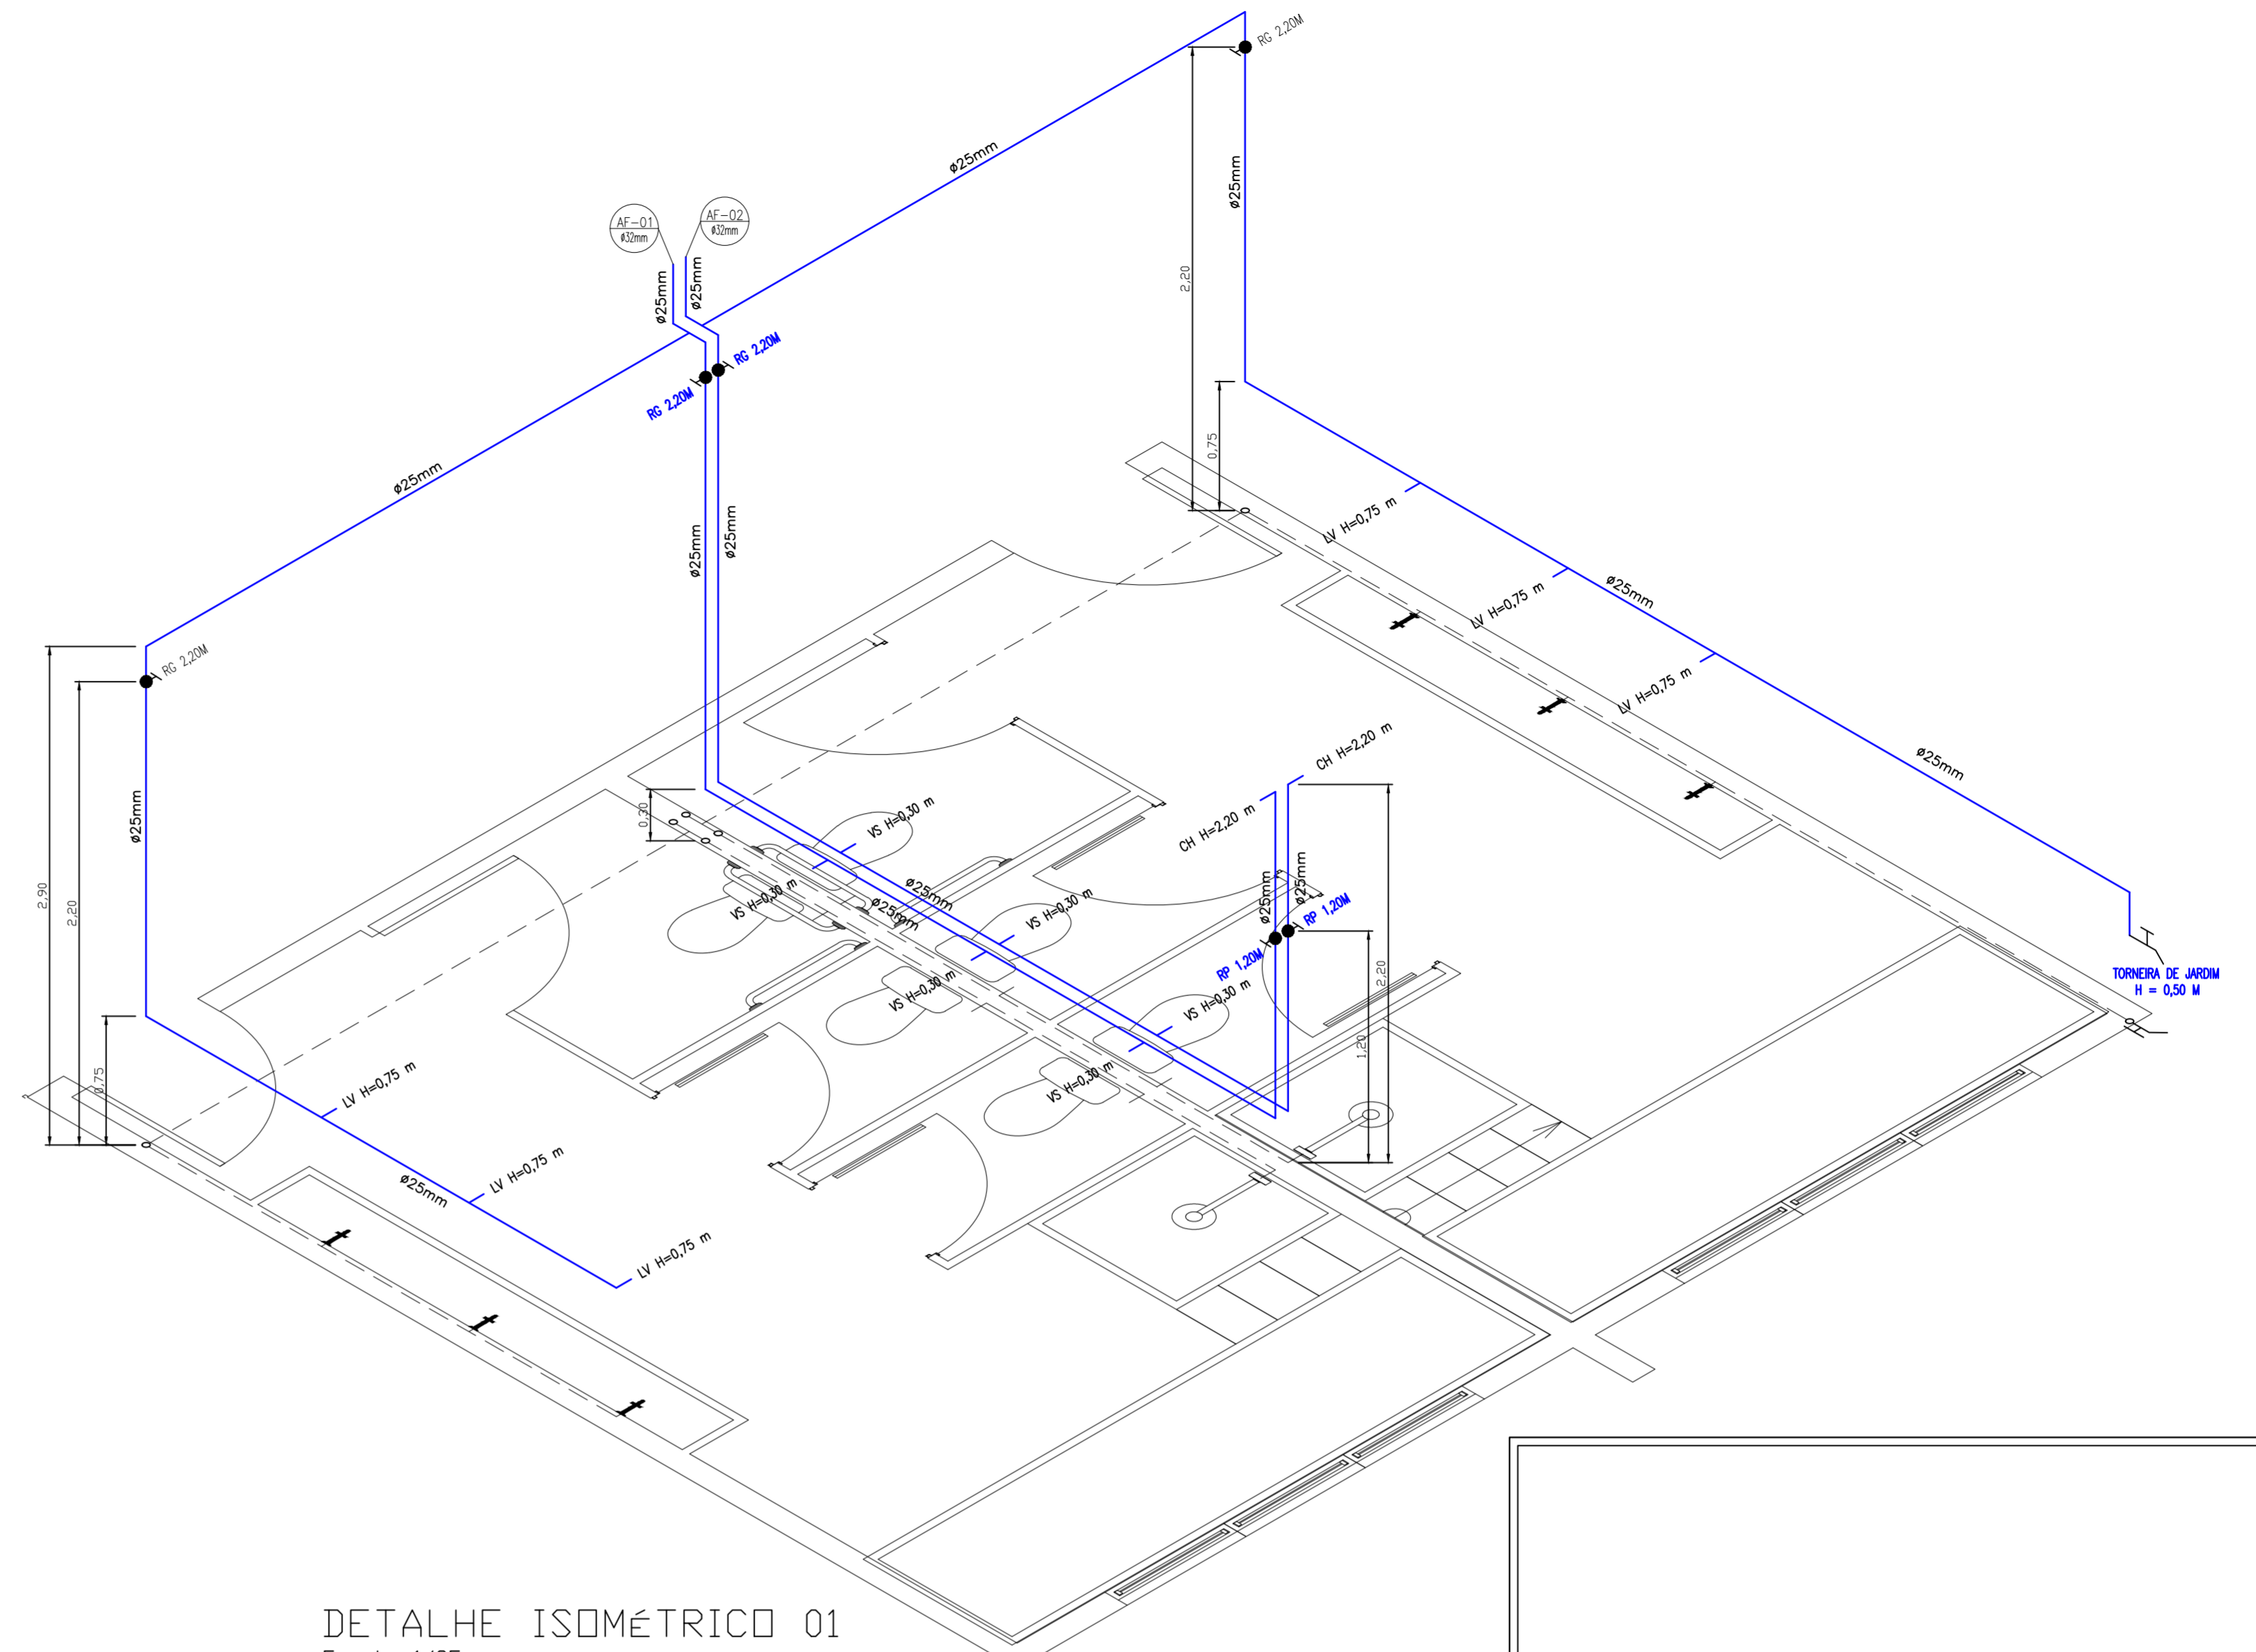 RG 2,20M
ø25mm
ø25mm
AF-01
ø32mm
AF-02
ø32mm
ø25mm
ø25mm
2,20
RG 2,20M
RG 2,20M
0,75
ø25mm
LV H=0,75 m
ø25mm
ø25mm
LV H=0,75 m
ø25mm
RG 2,20M
LV H=0,75 m
CH H=2,20 m
ø25mm
ø25mm
0,30
VS H=0,30 m
CH H=2,20 m
2,90
2,20
VS H=0,30 m
ø25mm
ø25mm
VS H=0,30 m
ø25mm
ø25mm
RP 1,20M
RP 1,20M
2,20
TORNEIRA DE JARDIM
H = 0,50 M
VS H=0,30 m
VS H=0,30 m
1,20
0,75
LV H=0,75 m
VS H=0,30 m
LV H=0,75 m
ø25mm
LV H=0,75 m
DETALHE ISOMéTRICO 01